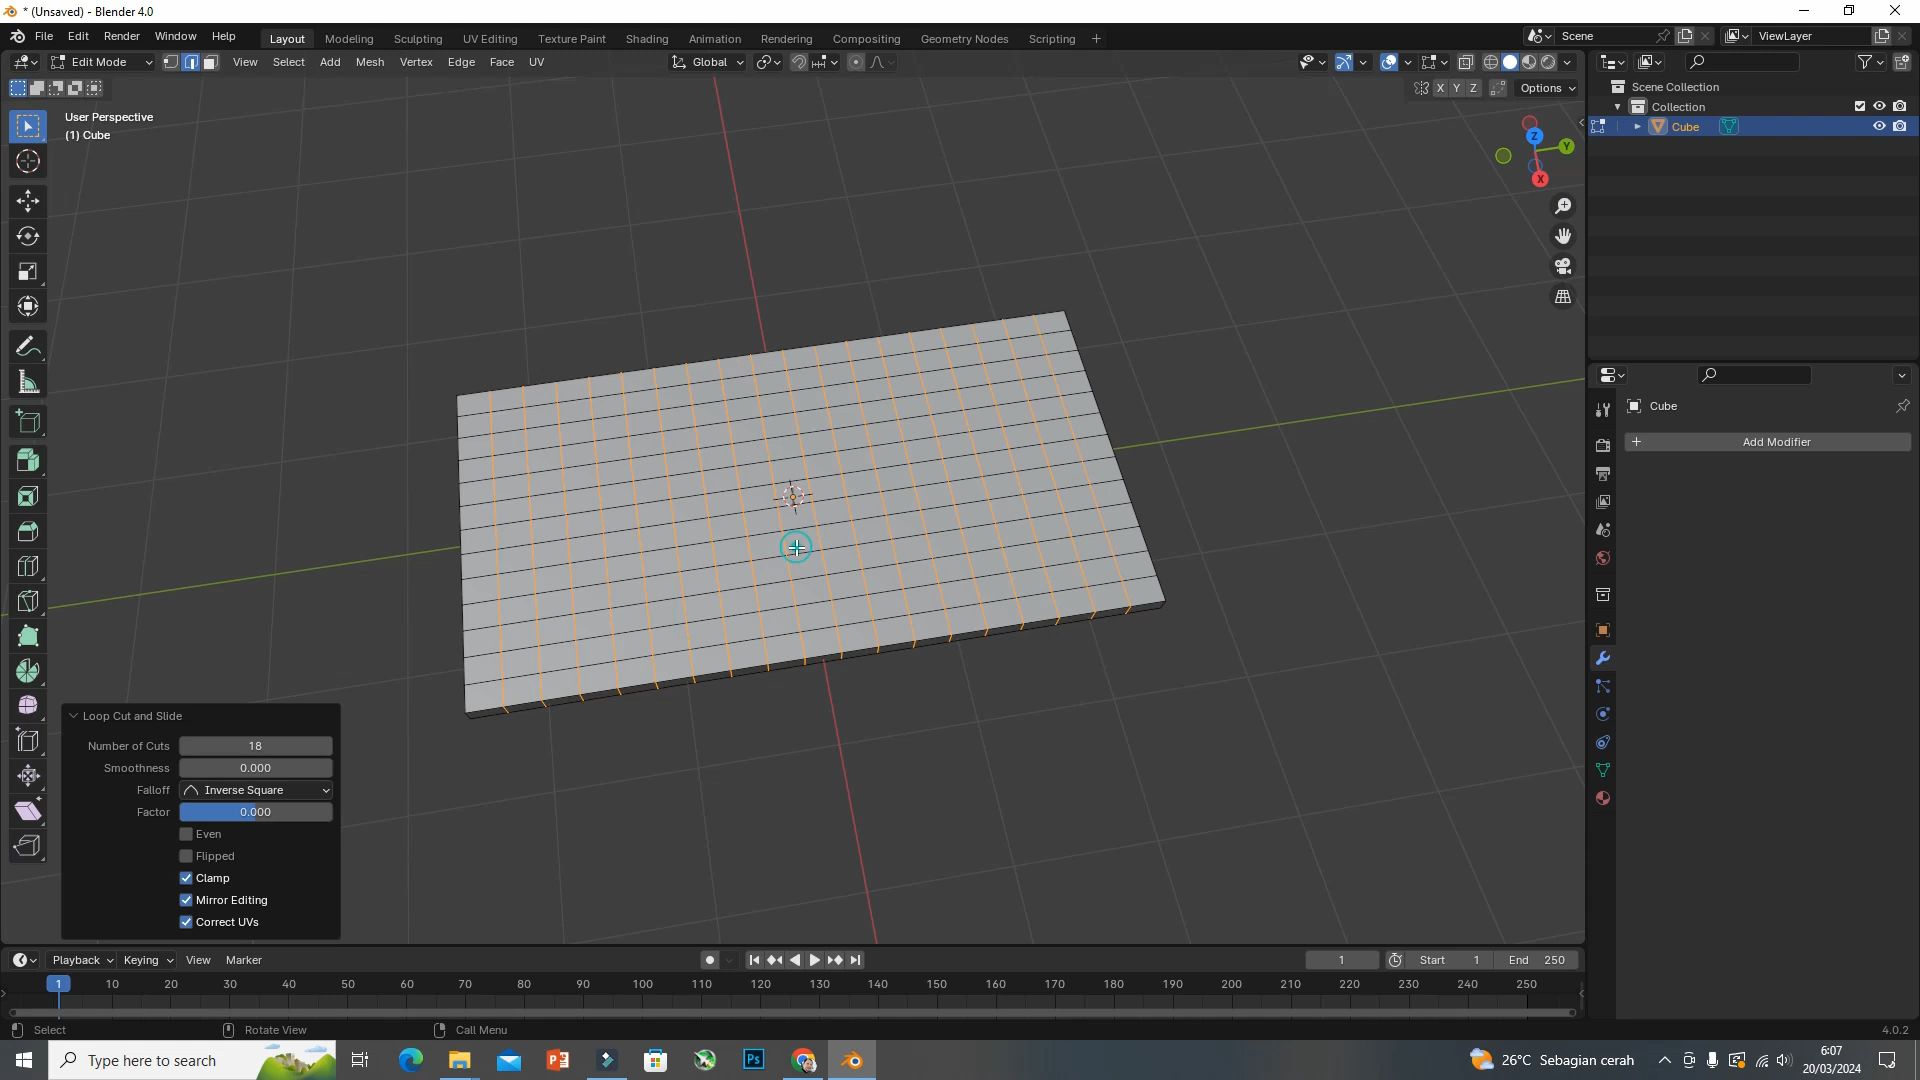 * (Unsaved) - Blender 4.0
File Edit Render Window Help
Layout Modeling Sculpting UV Editing Texture Paint Shading Animation Rendering Compositing Geometry Nodes Scripting +
Scene
ViewLayer
Edit Mode View Select Add Mesh Vertex Edge Face UV
Global
X Y Z
Options
User Perspective
(1) Cube
Z
Y
X
Scene Collection
Collection
Cube
Cube
+ Add Modifier
Loop Cut and Slide
Number of Cuts 18
Smoothness 0.000
Falloff Inverse Square
Factor 0.000
Even
Flipped
Clamp
Mirror Editing
Correct UVs
Playback Keying View Marker
1
Start 1
End 250
1 10 20 30 40 50 60 70 80 90 100 110 120 130 140 150 160 170 180 190 200 210 220 230 240 250
Select Rotate View Call Menu
4.0.2
Type here to search
Ps
26°C Sebagian cerah
6:07
20/03/2024